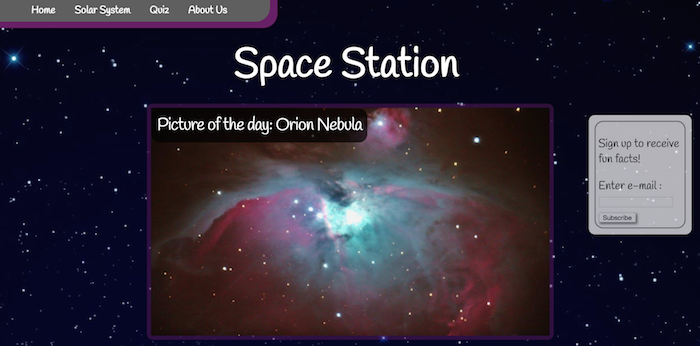 Home Solar System Quiz About Us
Space Station
Picture of the day: Orion Nebula
Sign up to receive
fun facts!
Enter e-mail :
Subscribe